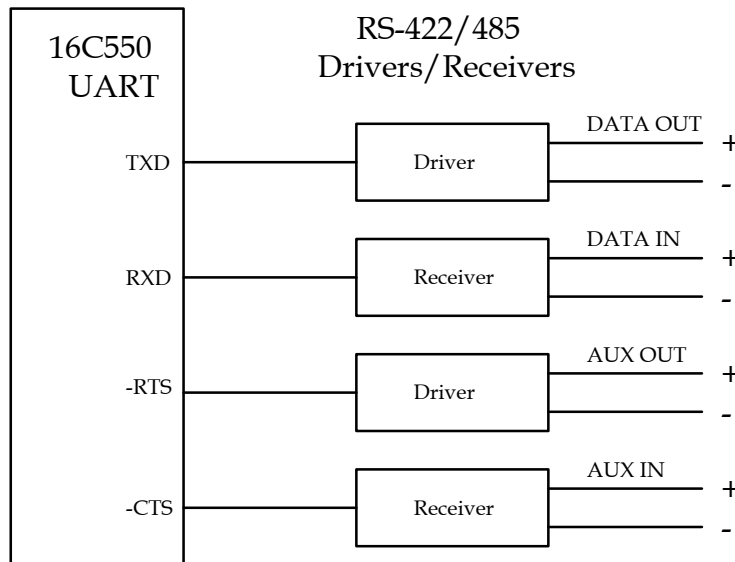 16C550
UART
RS-422/485
Drivers/Receivers
TXD
Driver
DATA OUT
+
-
RXD
Receiver
DATA IN
+
-
-RTS
Driver
AUX OUT
+
-
-CTS
Receiver
AUX IN
+
-